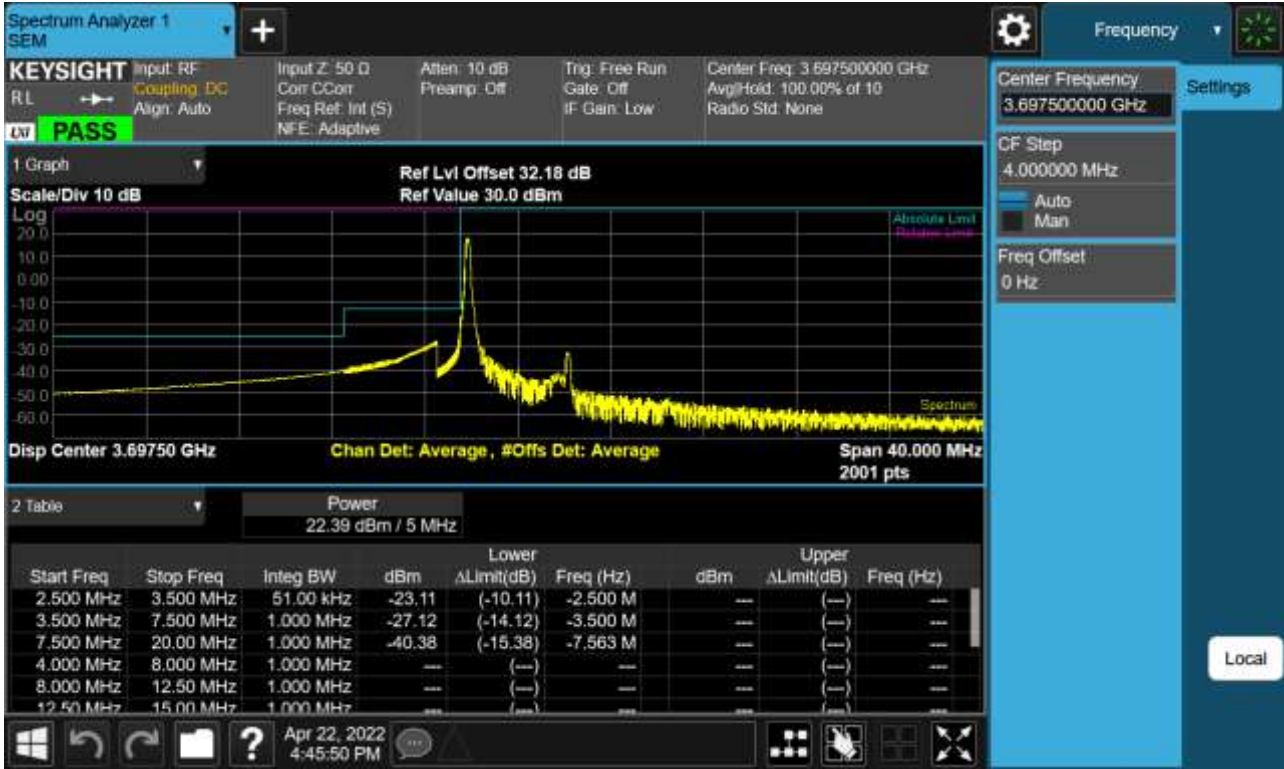 Spectrum Analyzer 1
SEM
+
Frequency
KEYSIGHT
RL
LXI PASS
Input: RF
Coupling: DC
Align: Auto
Input Z: 50 Ω
Corr CCorr
Freq Ref: Int (S)
NFE: Adaptive
Atten: 10 dB
Preamp: Off
Trig: Free Run
Gate: Off
IF Gain: Low
Center Freq: 3.697500000 GHz
Avg|Hold: 100.00% of 10
Radio Std: None
Center Frequency
3.697500000 GHz
Settings
CF Step
4.000000 MHz
Auto
Man
Freq Offset
0 Hz
1 Graph
Scale/Div 10 dB
Ref Lvl Offset 32.18 dB
Ref Value 30.0 dBm
Log
Absolute Limit
Relative Limit
20.0
10.0
0.00
-10.0
-20.0
-30.0
-40.0
-50.0
-60.0
Spectrum
Disp Center 3.69750 GHz
Chan Det: Average , #Offs Det: Average
Span 40.000 MHz
2001 pts
2 Table
Power
22.39 dBm / 5 MHz
Lower Upper
Start Freq Stop Freq Integ BW dBm ΔLimit(dB) Freq (Hz) dBm ΔLimit(dB) Freq (Hz)
2.500 MHz 3.500 MHz 51.00 kHz -23.11 (-10.11) -2.500 M --- (---) ---
3.500 MHz 7.500 MHz 1.000 MHz -27.12 (-14.12) -3.500 M --- (---) ---
7.500 MHz 20.00 MHz 1.000 MHz -40.38 (-15.38) -7.563 M --- (---) ---
4.000 MHz 8.000 MHz 1.000 MHz --- (---) --- --- (---) ---
8.000 MHz 12.50 MHz 1.000 MHz --- (---) --- --- (---) ---
12.50 MHz 15.00 MHz 1.000 MHz --- (---) --- --- (---) ---
Local
? Apr 22, 2022
4:45:50 PM